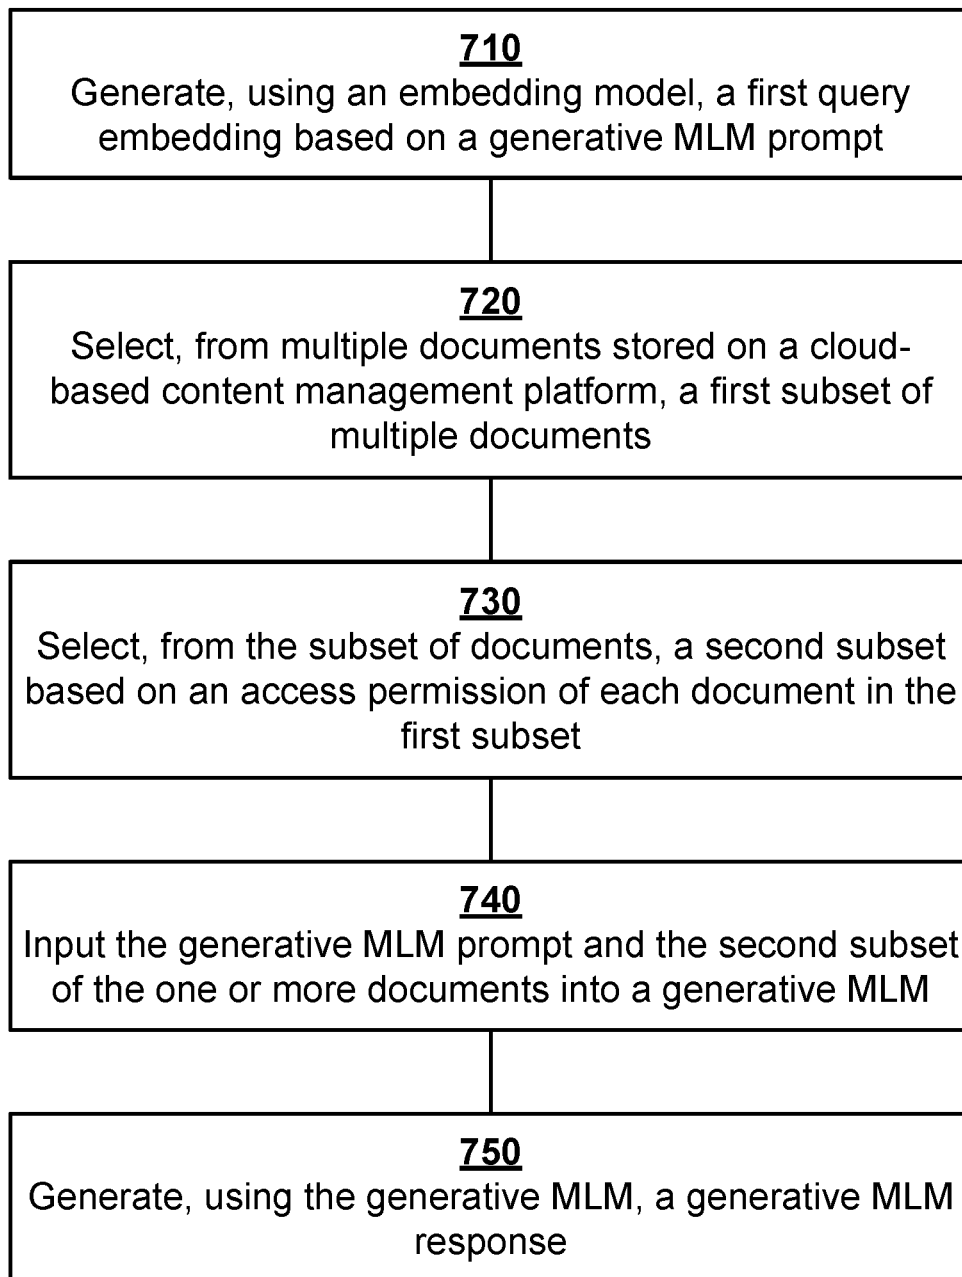 710
Generate, using an embedding model, a first query
embedding based on a generative MLM prompt
720
Select, from multiple documents stored on a cloud-
based content management platform, a first subset of
multiple documents
730
Select, from the subset of documents, a second subset
based on an access permission of each document in the
first subset
740
Input the generative MLM prompt and the second subset
of the one or more documents into a generative MLM
750
Generate, using the generative MLM, a generative MLM
response